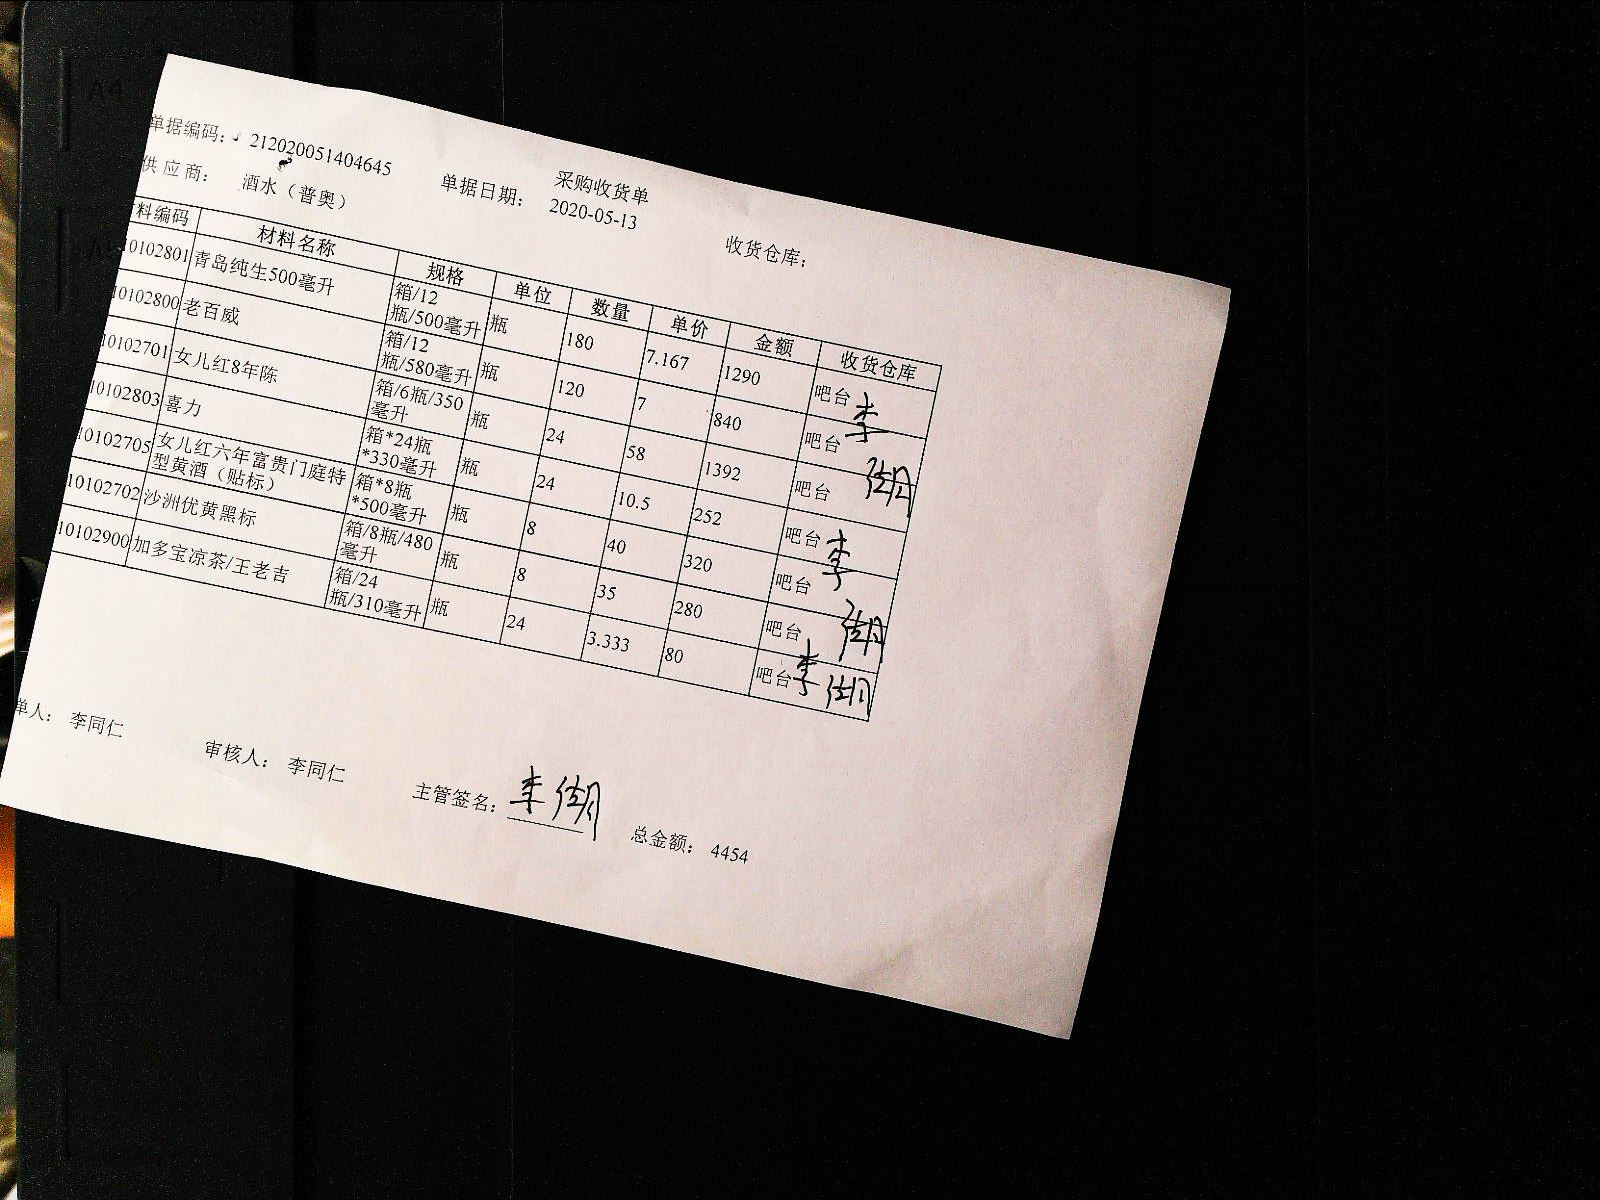 采购收货单
单据编码： 212020051404645
单据日期： 2020-05-13
供应商： 酒水（普奥）
收货仓库：
料编码 材料名称 规格 单位 数量 单价 金额 收货仓库
10102801 青岛纯生500毫升 箱/12瓶/500毫升 瓶 180 7.167 1290 吧台
10102800 老百威 箱/12瓶/580毫升 瓶 120 7 840 吧台
10102701 女儿红8年陈 箱/6瓶/350毫升 瓶 24 58 1392 吧台
10102803 喜力 箱*24瓶*330毫升 瓶 24 10.5 252 吧台
10102705 女儿红六年富贵门庭特型黄酒（贴标） 箱*8瓶*500毫升 瓶 8 40 320 吧台
10102702 沙洲优黄黑标 箱/8瓶/480毫升 瓶 8 35 280 吧台
10102900 加多宝凉茶/王老吉 箱/24瓶/310毫升 瓶 24 3.333 80 吧台
单人： 李同仁 审核人： 李同仁 主管签名： 李 总金额： 4454